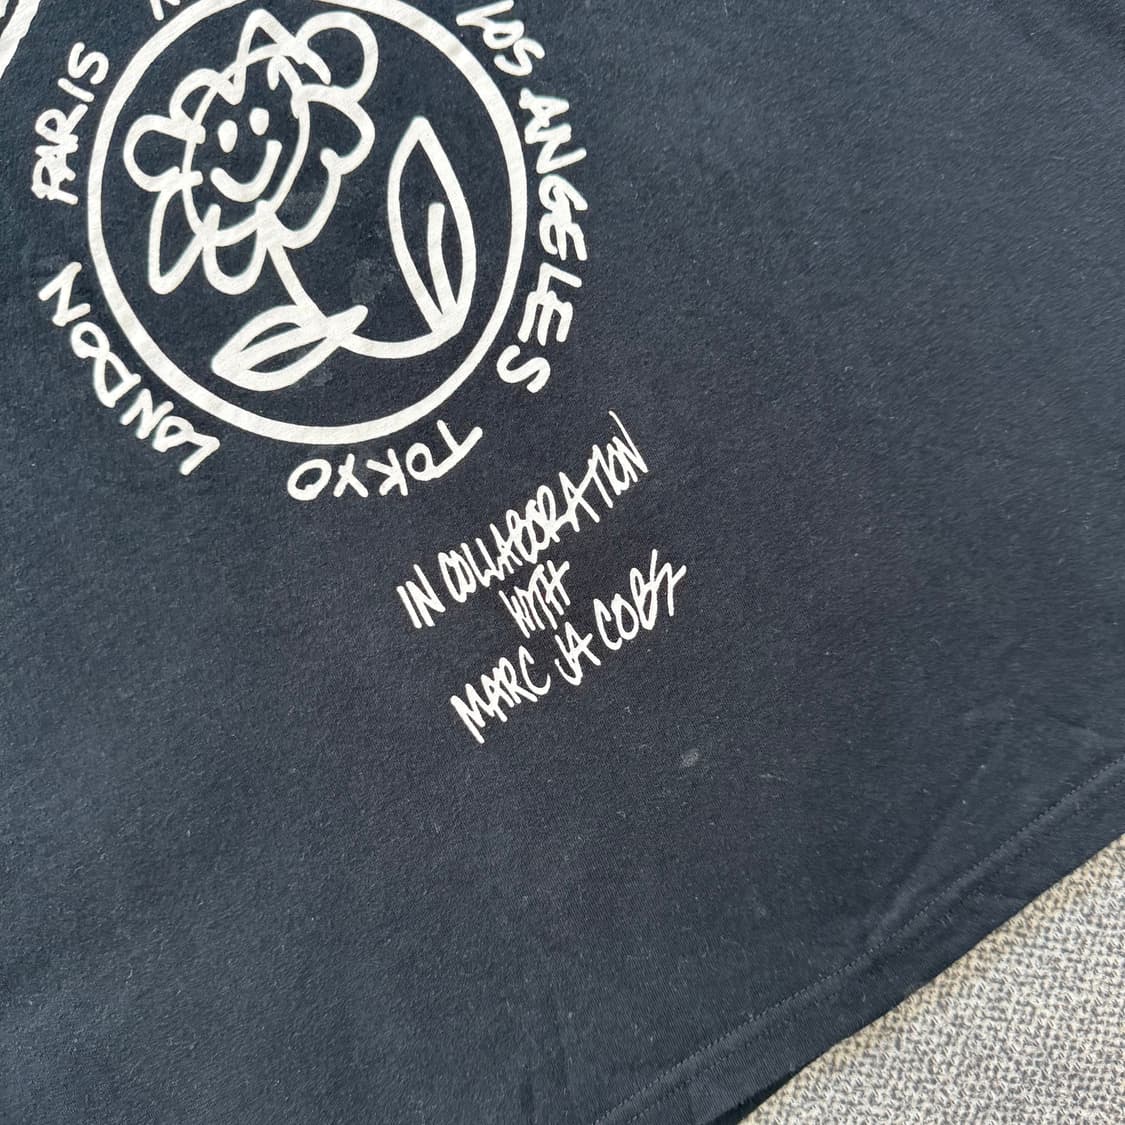 PARIS
LOS ANGELES
LONDON
TOKYO
IN COLLABORATION
WITH
MARC JACOBS